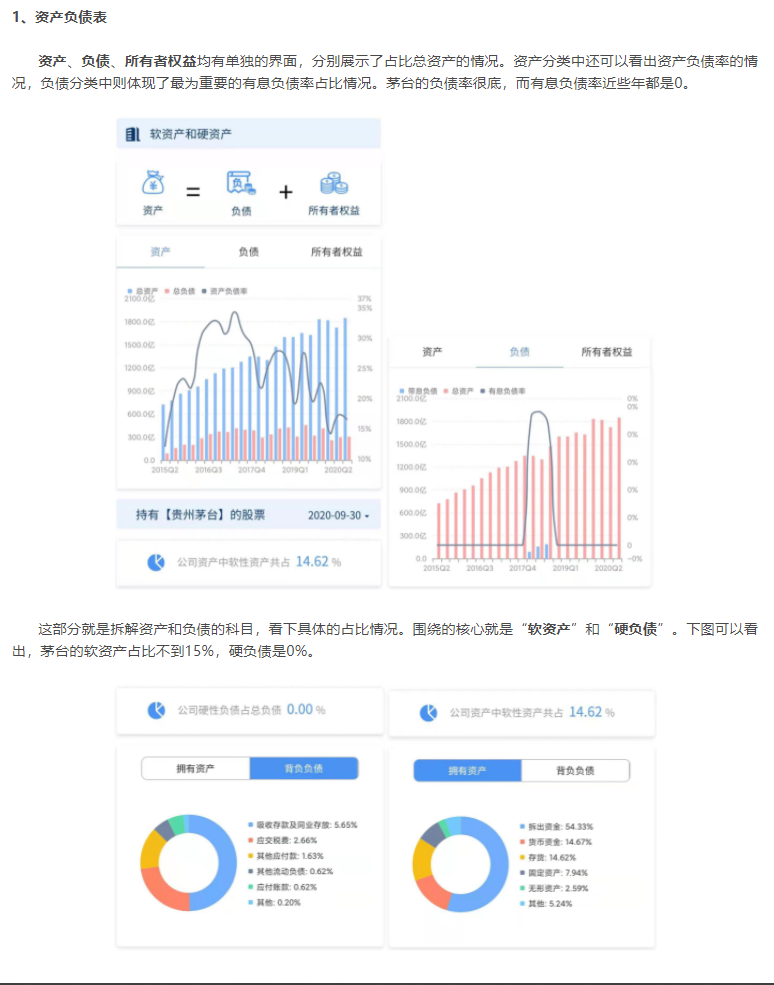 1、资产负债表
资产、负债、所有者权益均有单独的界面，分别展示了占比总资产的情况。资产分类中还可以看出资产负债率的情
况，负债分类中则体现了最为重要的有息负债率占比情况。茅台的负债率很底，而有息负债率近些年都是0。
软资产和硬资产
¥
=
负
+
资产
负债
所有者权益
资产 负债 所有者权益
总资产 总负债 资产负债率
2100.0亿
1800.0亿
1500.0亿
1200.0亿
900.0亿
600.0亿
300.0亿
0.0
37%
35%
30%
25%
20%
15%
10%
2015Q2 2016Q3 2017Q4 2019Q1 2020Q2
持有【贵州茅台】的股票 2020-09-30
公司资产中软性资产共占 14.62 %
资产 负债 所有者权益
带息负债 总资产 有息负债率
2100.0亿
1800.0亿
1500.0亿
1200.0亿
900.0亿
600.0亿
300.0亿
0.0
0%
0%
0%
0%
0%
0%
0
-0%
2015Q2 2016Q3 2017Q4 2019Q1 2020Q2
这部分就是拆解资产和负债的科目，看下具体的占比情况。围绕的核心就是“软资产”和“硬负债”。下图可以看
出，茅台的软资产占比不到15%，硬负债是0%。
公司硬性负债占总负债 0.00 %
拥有资产 背负负债
吸收存款及同业存放: 5.65%
应交税费: 2.66%
其他应付款: 1.63%
其他流动负债: 0.62%
应付账款: 0.62%
其他: 0.20%
公司资产中软性资产共占 14.62 %
拥有资产 背负负债
拆出资金: 54.33%
货币资金: 14.67%
存货: 14.62%
固定资产: 7.94%
无形资产: 2.59%
其他: 5.24%